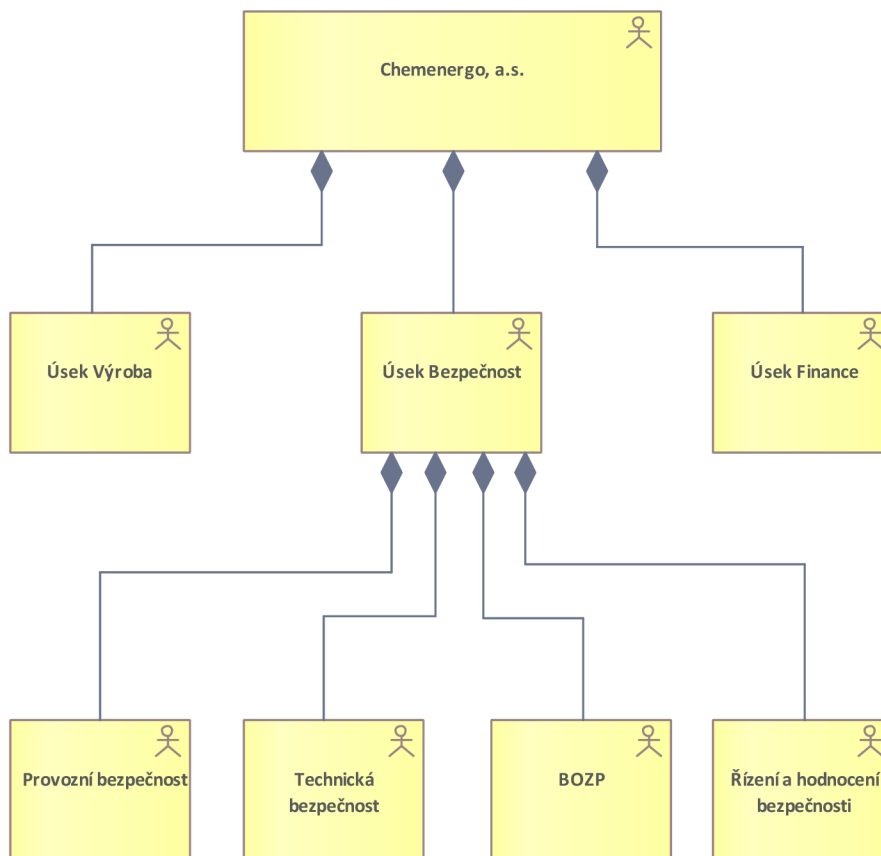 Chemenergo, a.s.
Úsek Výroba
Úsek Bezpečnost
Úsek Finance
Provozní bezpečnost
Technická
bezpečnost
BOZP
Řízení a hodnocení
bezpečnosti